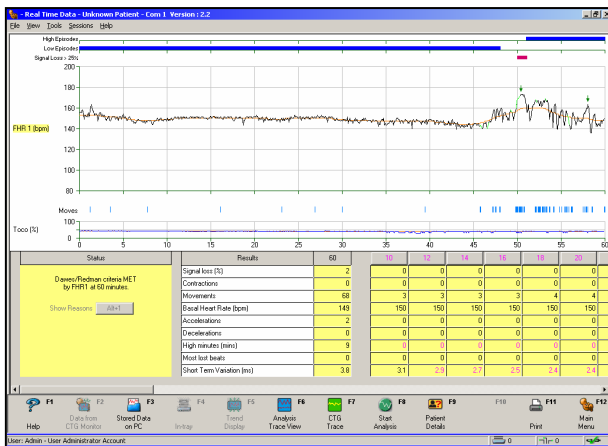 - Real Time Data - Unknown Patient - Com 1 Version : 2.2
File View Tools Sessions Help
High Episodes
Low Episodes
Signal Loss > 25%
200
180
160
FHR 1 (bpm)
140
120
100
80
Moves
Toco (%)
100
0
0 5 10 15 20 25 30 35 40 45 50 55 60
Status Results 60 10 12 14 16 18 20
Dawes/Redman criteria MET
by FHR1 at 60 minutes.
Show Reasons Alt+1
Signal loss (%) 2 0 0 0 0 0 0
Contractions 0 0 0 0 0 0 0
Movements 68 3 3 3 3 4 4
Basal Heart Rate (bpm) 149 150 150 150 150 150 150
Accelerations 2 0 0 0 0 0 0
Decelerations 0 0 0 0 0 0 0
High minutes (mins) 9 0 0 0 0 0 0
Most lost beats 0 0 0 0 0 0 0
Short Term Variation (ms) 3.8 3.1 2.9 2.7 2.5 2.4 2.4
F1 F2 F3 F4 F5 F6 F7 F8 F9 F10 F11 F12
Help
Data from
CTG Monitor
Stored Data
on PC
In-tray
Trend
Display
Analysis
Trace View
CTG
Trace
Start
Analysis
Patient
Details
Print
Main
Menu
User: Admin - User Administrator Account 0 0